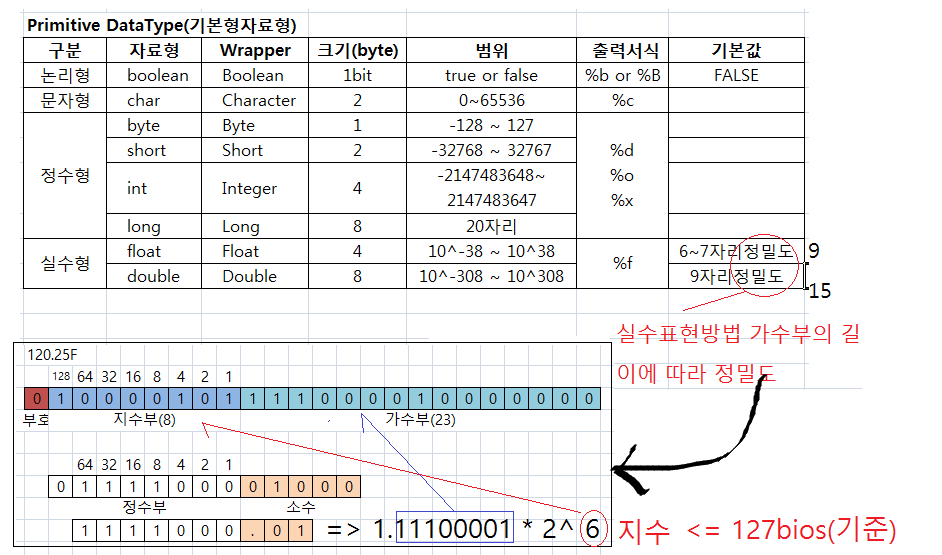 Primitive DataType(기본형자료형)
구분 자료형 Wrapper 크기(byte) 범위 출력서식 기본값
논리형 boolean Boolean 1bit true or false %b or %B FALSE
문자형 char Character 2 0~65536 %c
정수형
byte Byte 1 -128 ~ 127
short Short 2 -32768 ~ 32767
int Integer 4 -2147483648~
2147483647
long Long 8 20자리
%d
%o
%x
실수형
float Float 4 10^-38 ~ 10^38 6~7자리정밀도 9
double Double 8 10^-308 ~ 10^308 9자리정밀도 15
%f
실수표현방법 가수부의 길
이에 따라 정밀도
120.25F
128 64 32 16 8 4 2 1
0 1 0 0 0 0 1 0 1 1 1 1 0 0 0 0 1 0 0 0 0 0 0 0 0
부호 지수부(8) 가수부(23)
64 32 16 8 4 2 1
0 1 1 1 1 0 0 0 0 1 0 0 0
정수부 소수
1 1 1 1 0 0 0 . 0 1 => 1.11100001 * 2^ 6 지수 <= 127bios(기준)